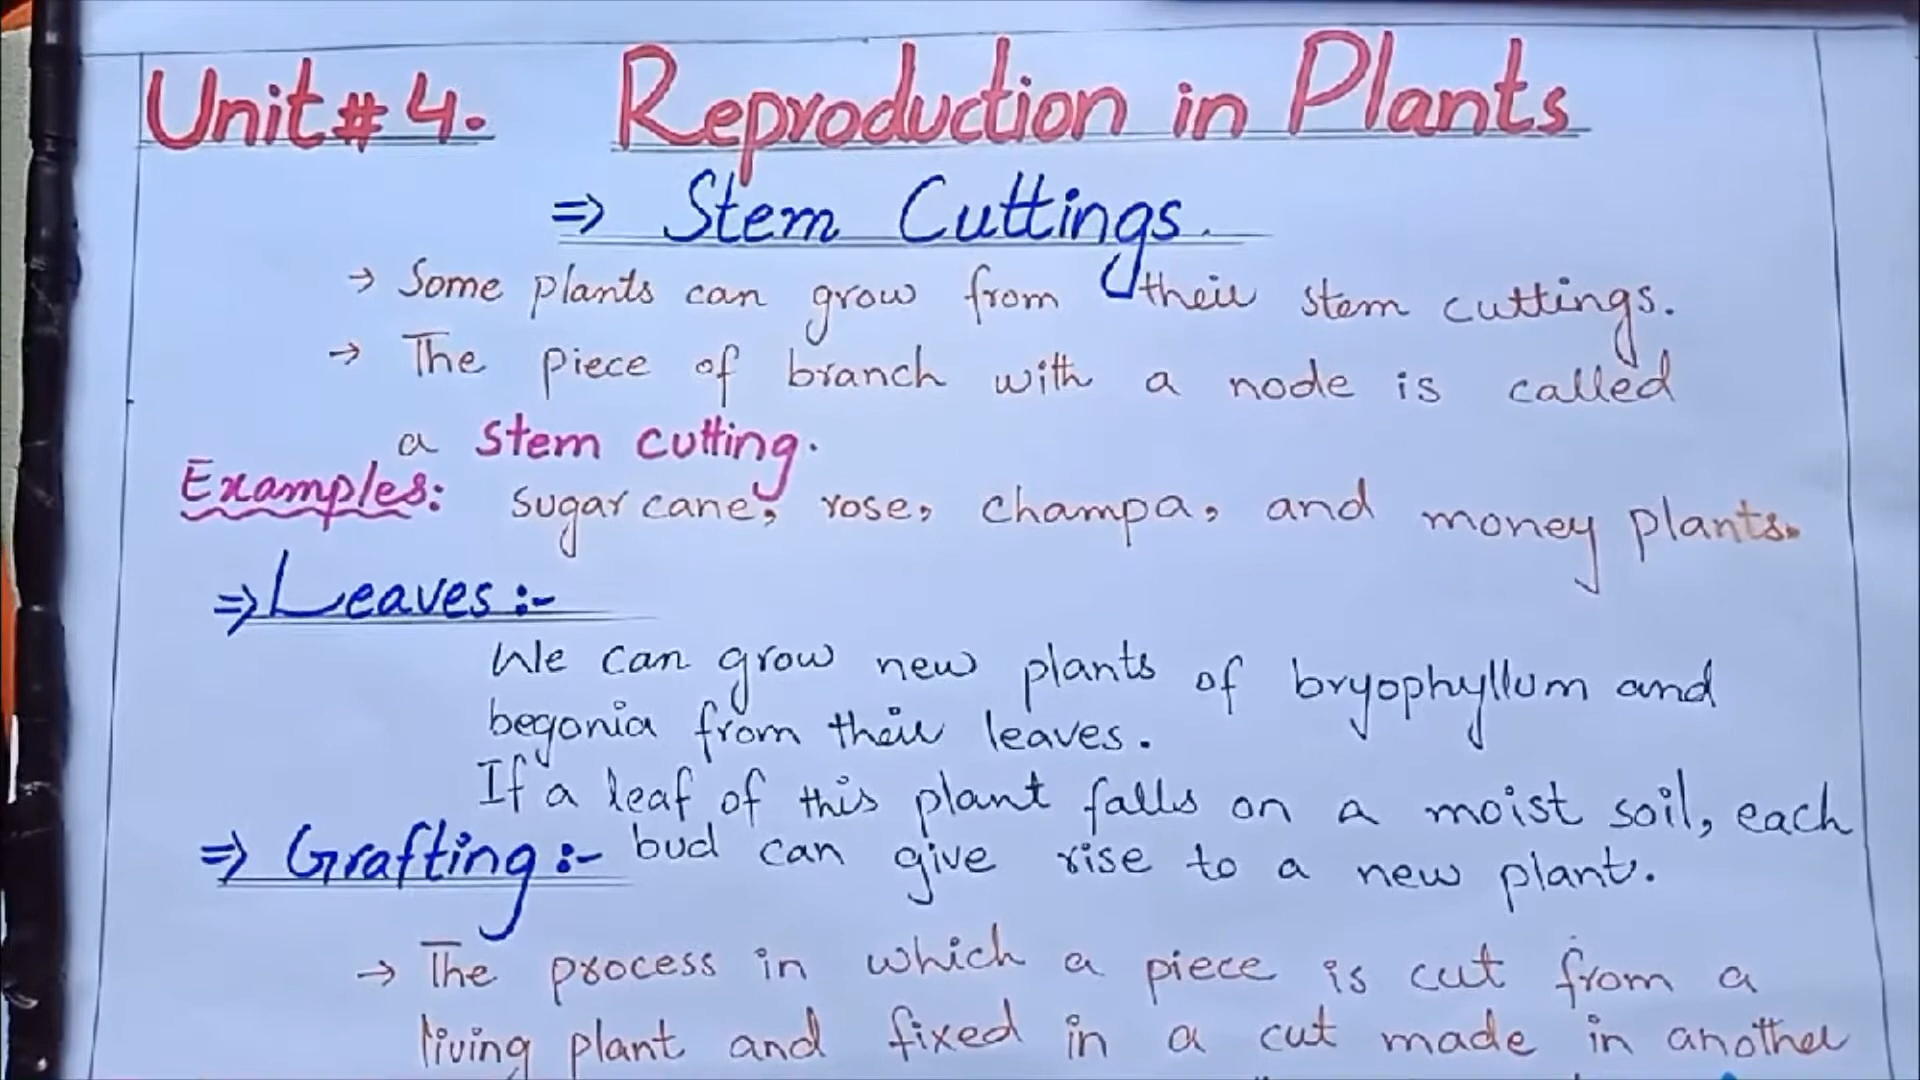 Unit # 4. Reproduction in Plants
⇒ Stem Cuttings.
→ Some plants can grow from their stem cuttings.
→ The piece of branch with a node is called
a stem cutting.
Examples: sugarcane, rose, champa, and money plants.
⇒ Leaves :-
We can grow new plants of bryophyllum and
begonia from their leaves.
If a leaf of this plant falls on a moist soil, each
bud can give rise to a new plant.
⇒ Grafting :-
→ The process in which a piece is cut from a
living plant and fixed in a cut made in another